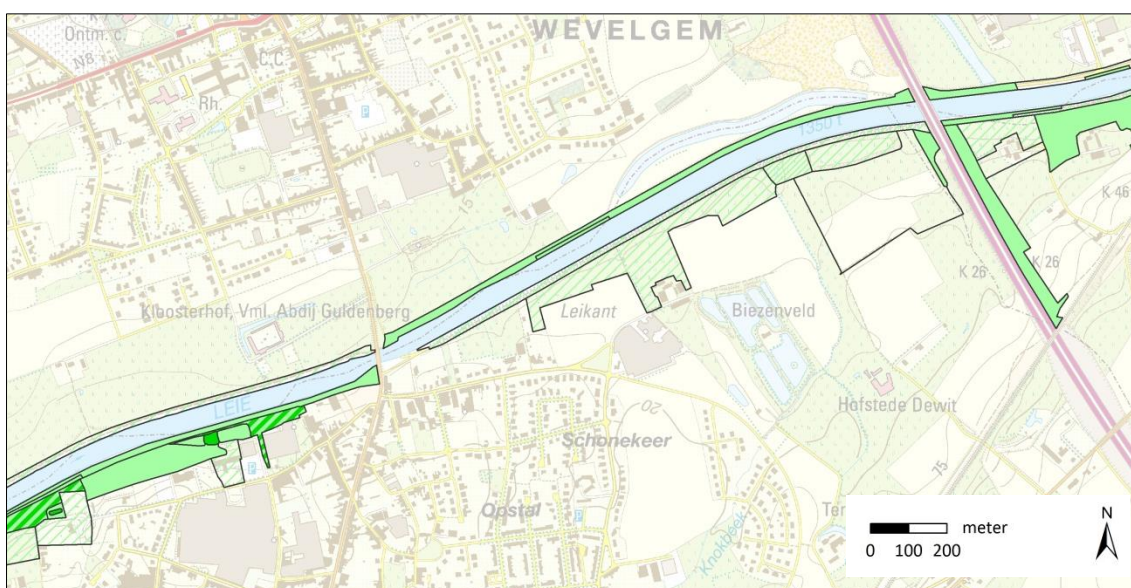 WEVELGEM
Ontm. c.
N8
C.C
Rh.
1350 t
15
K 46
K 26
K 26
Kloosterhof, Vml. Abdij Guldenberg
Leikant
Biezenveld
LEIE
Hofstede Dewit
20
Schonekeer
15
Opstal
Ter
Knokbeek
meter
0 100 200
N